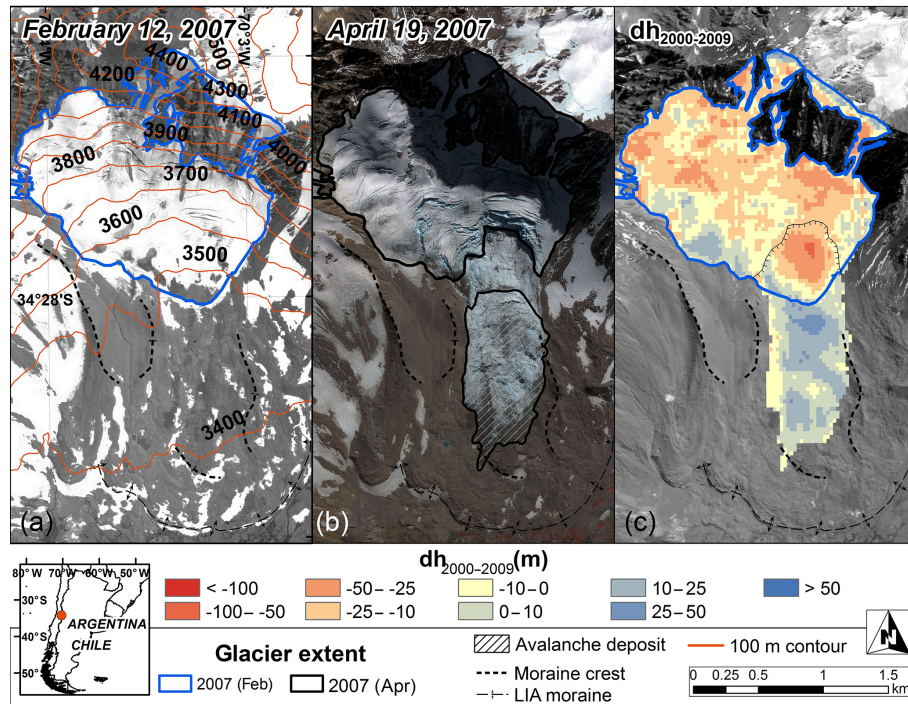 February 12, 2007
70°3'W
4400
500
4200
4300
4100
3900
4000
3800
3700
3600
3500
34°28'S
3400
(a)
April 19, 2007
(b)
dh2000-2009
(c)
dh2000-2009(m)
< -100
-50 – -25
-10 – 0
10 – 25
> 50
-100 – -50
-25 – -10
0 – 10
25 – 50
80°W 70°W 60°W 50°W
30°S
40°S
50°S
ARGENTINA
CHILE
Glacier extent
2007 (Feb)
2007 (Apr)
Avalanche deposit
Moraine crest
LIA moraine
100 m contour
N
0 0.25 0.5 1 1.5
km